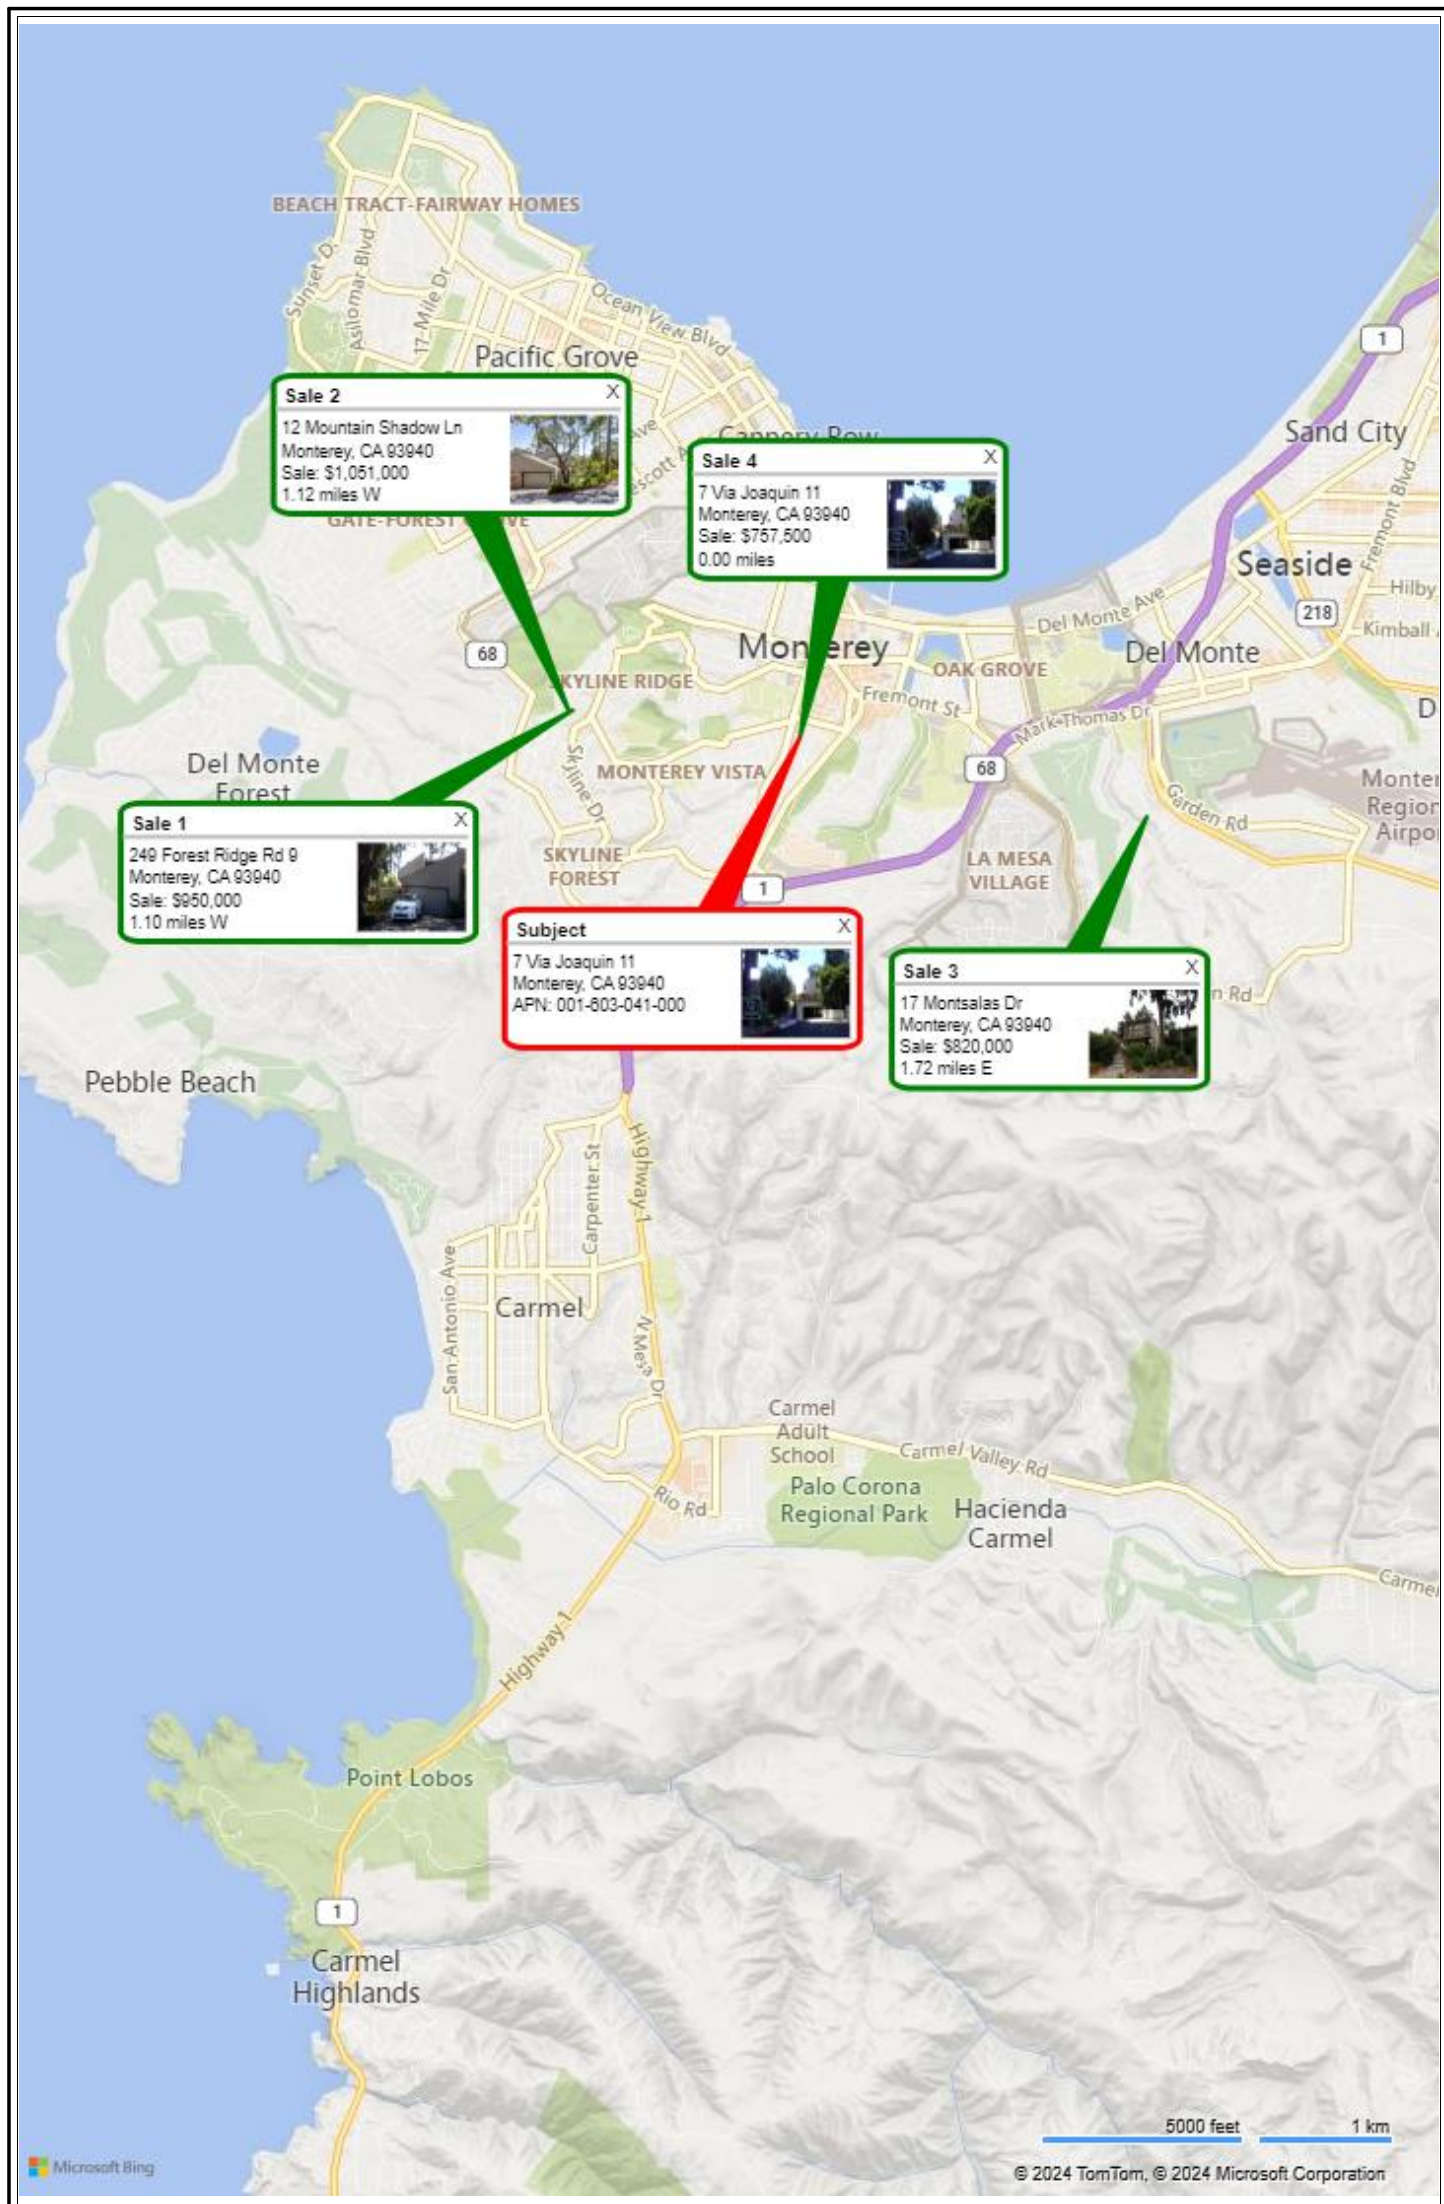 BEACH TRACT-FAIRWAY HOMES
Sunset D.
Asilomar Blvd
17-Mile Dr
Ocean View Blvd
Pacific Grove
1
Sand City
Fremont Blvd
Sale 2
X
12 Mountain Shadow Ln
Monterey, CA 93940
Sale: $1,051,000
1.12 miles W
Ave
Cannery Row
Sale 4
X
7 Via Joaquin 11
Monterey, CA 93940
Sale: $757,500
0.00 miles
Seaside
Hilby
218
Kimball
Del Monte Ave
Monterey
Del Monte
68
OAK GROVE
SKYLINE RIDGE
Fremont St
Mark Thomas Dr
D
Del Monte
Forest
Skyline Dr
MONTEREY VISTA
68
Garden Rd
Sale 1
X
249 Forest Ridge Rd 9
Monterey, CA 93940
Sale: $950,000
1.10 miles W
SKYLINE
FOREST
LA MESA
VILLAGE
1
Subject
X
7 Via Joaquin 11
Monterey, CA 93940
APN: 001-603-041-000
Sale 3
X
17 Montsalas Dr
Monterey, CA 93940
Sale: $820,000
1.72 miles E
n Rd
Pebble Beach
Highway 1
Carpenter St
San Antonio Ave
Carmel
N Mesa Dr
Carmel
Adult
School
Carmel Valley Rd
Palo Corona
Regional Park
Rio Rd
Hacienda
Carmel
Carmel
Highway 1
Point Lobos
1
Carmel
Highlands
5000 feet
1 km
Microsoft Bing
© 2024 TomTom, © 2024 Microsoft Corporation